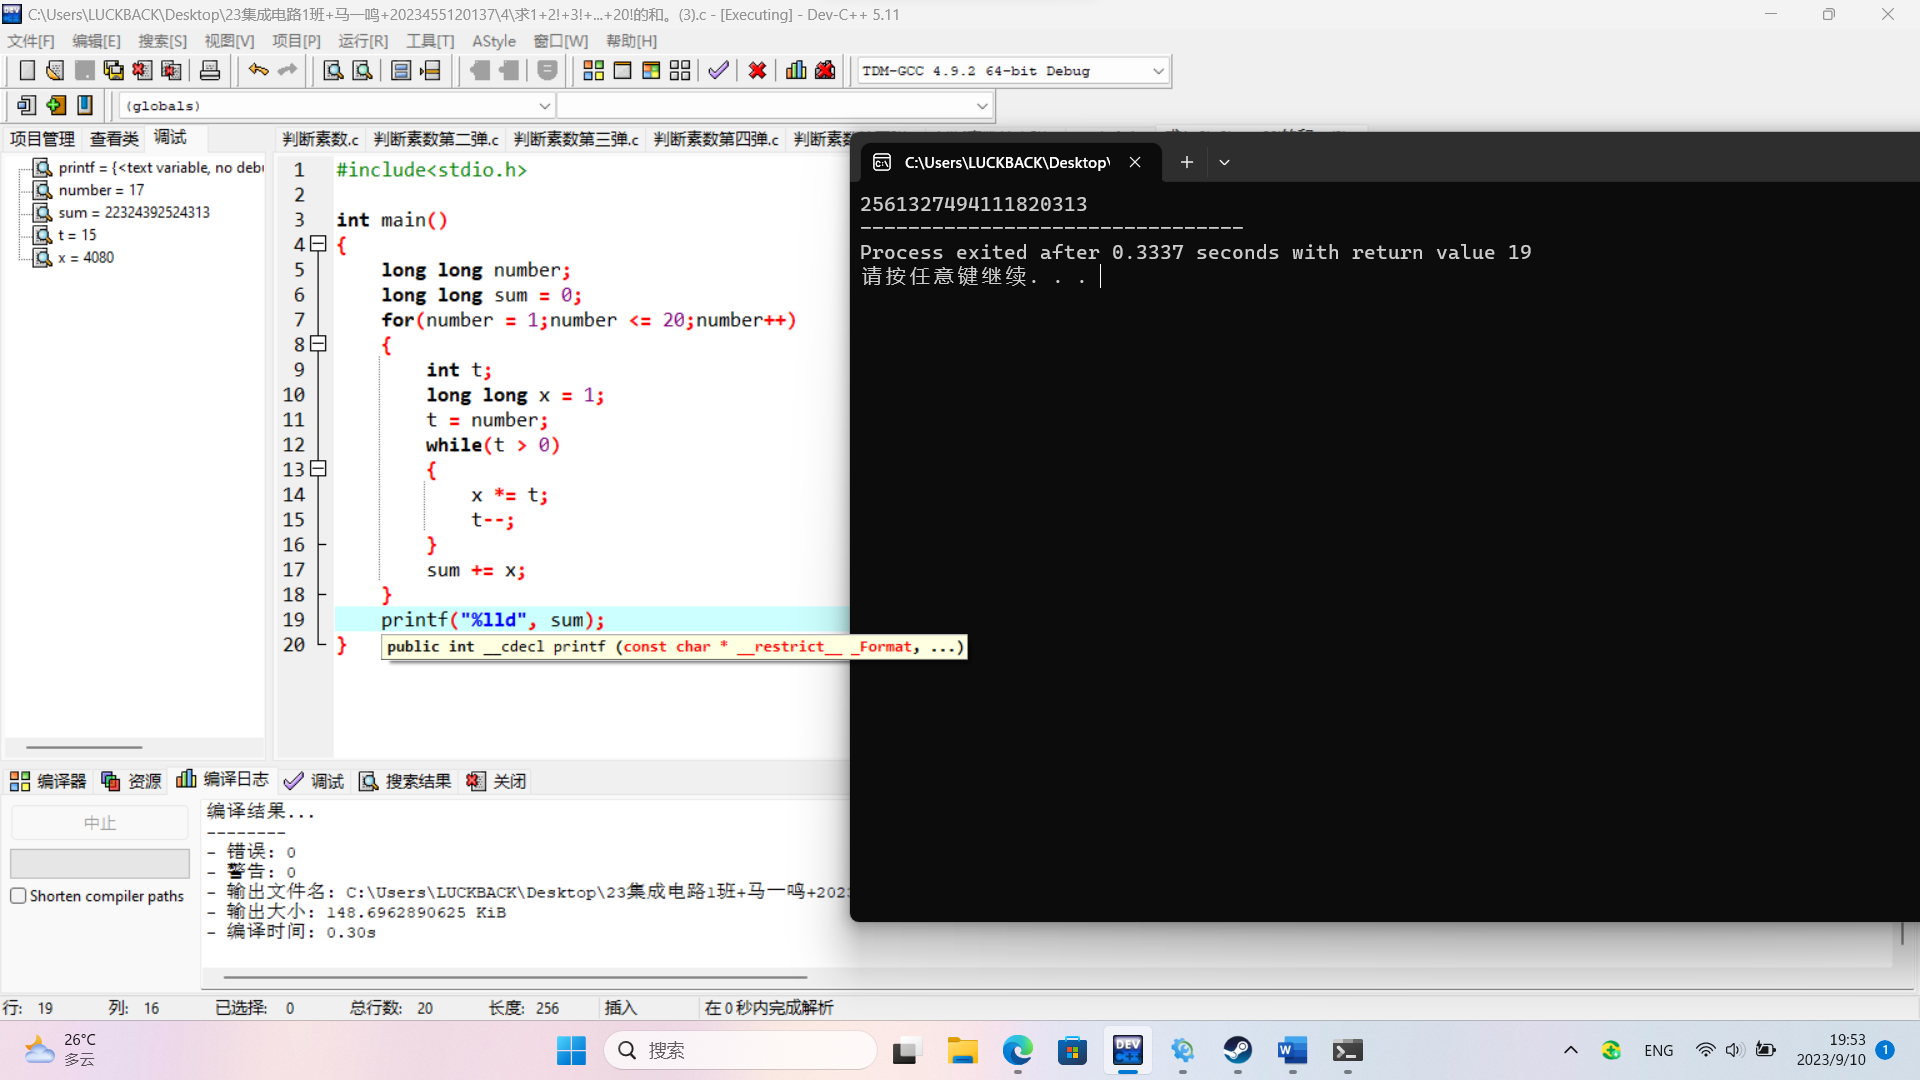 C:\Users\LUCKBACK\Desktop\23集成电路1班+马一鸣+2023455120137\4\求1+2!+3!+...+20!的和。(3).c - [Executing] - Dev-C++ 5.11
文件[F] 编辑[E] 搜索[S] 视图[V] 项目[P] 运行[R] 工具[T] AStyle 窗口[W] 帮助[H]
TDM-GCC 4.9.2 64-bit Debug
(globals)
项目管理 查看类 调试
判断素数.c 判断素数第二弹.c 判断素数第三弹.c 判断素数第四弹.c 判断素数
printf = {<text variable, no debu
number = 17
sum = 22324392524313
t = 15
x = 4080
1 #include<stdio.h>
2
3 int main()
4 {
5 long long number;
6 long long sum = 0;
7 for(number = 1;number <= 20;number++)
8 {
9 int t;
10 long long x = 1;
11 t = number;
12 while(t > 0)
13 {
14 x *= t;
15 t--;
16 }
17 sum += x;
18 }
19 printf("%lld", sum);
20 }
public int __cdecl printf (const char * __restrict__ _Format, ...)
C:\Users\LUCKBACK\Desktop\
2561327494111820313
--------------------------------
Process exited after 0.3337 seconds with return value 19
请按任意键继续. . .
编译器 资源 编译日志 调试 搜索结果 关闭
中止
Shorten compiler paths
编译结果...
--------
- 错误: 0
- 警告: 0
- 输出文件名: C:\Users\LUCKBACK\Desktop\23集成电路1班+马一鸣+202
- 输出大小: 148.6962890625 KiB
- 编译时间: 0.30s
行: 19 列: 16 已选择: 0 总行数: 20 长度: 256 插入 在 0 秒内完成解析
26°C
多云
搜索
DEV C++
ENG
19:53
2023/9/10
1